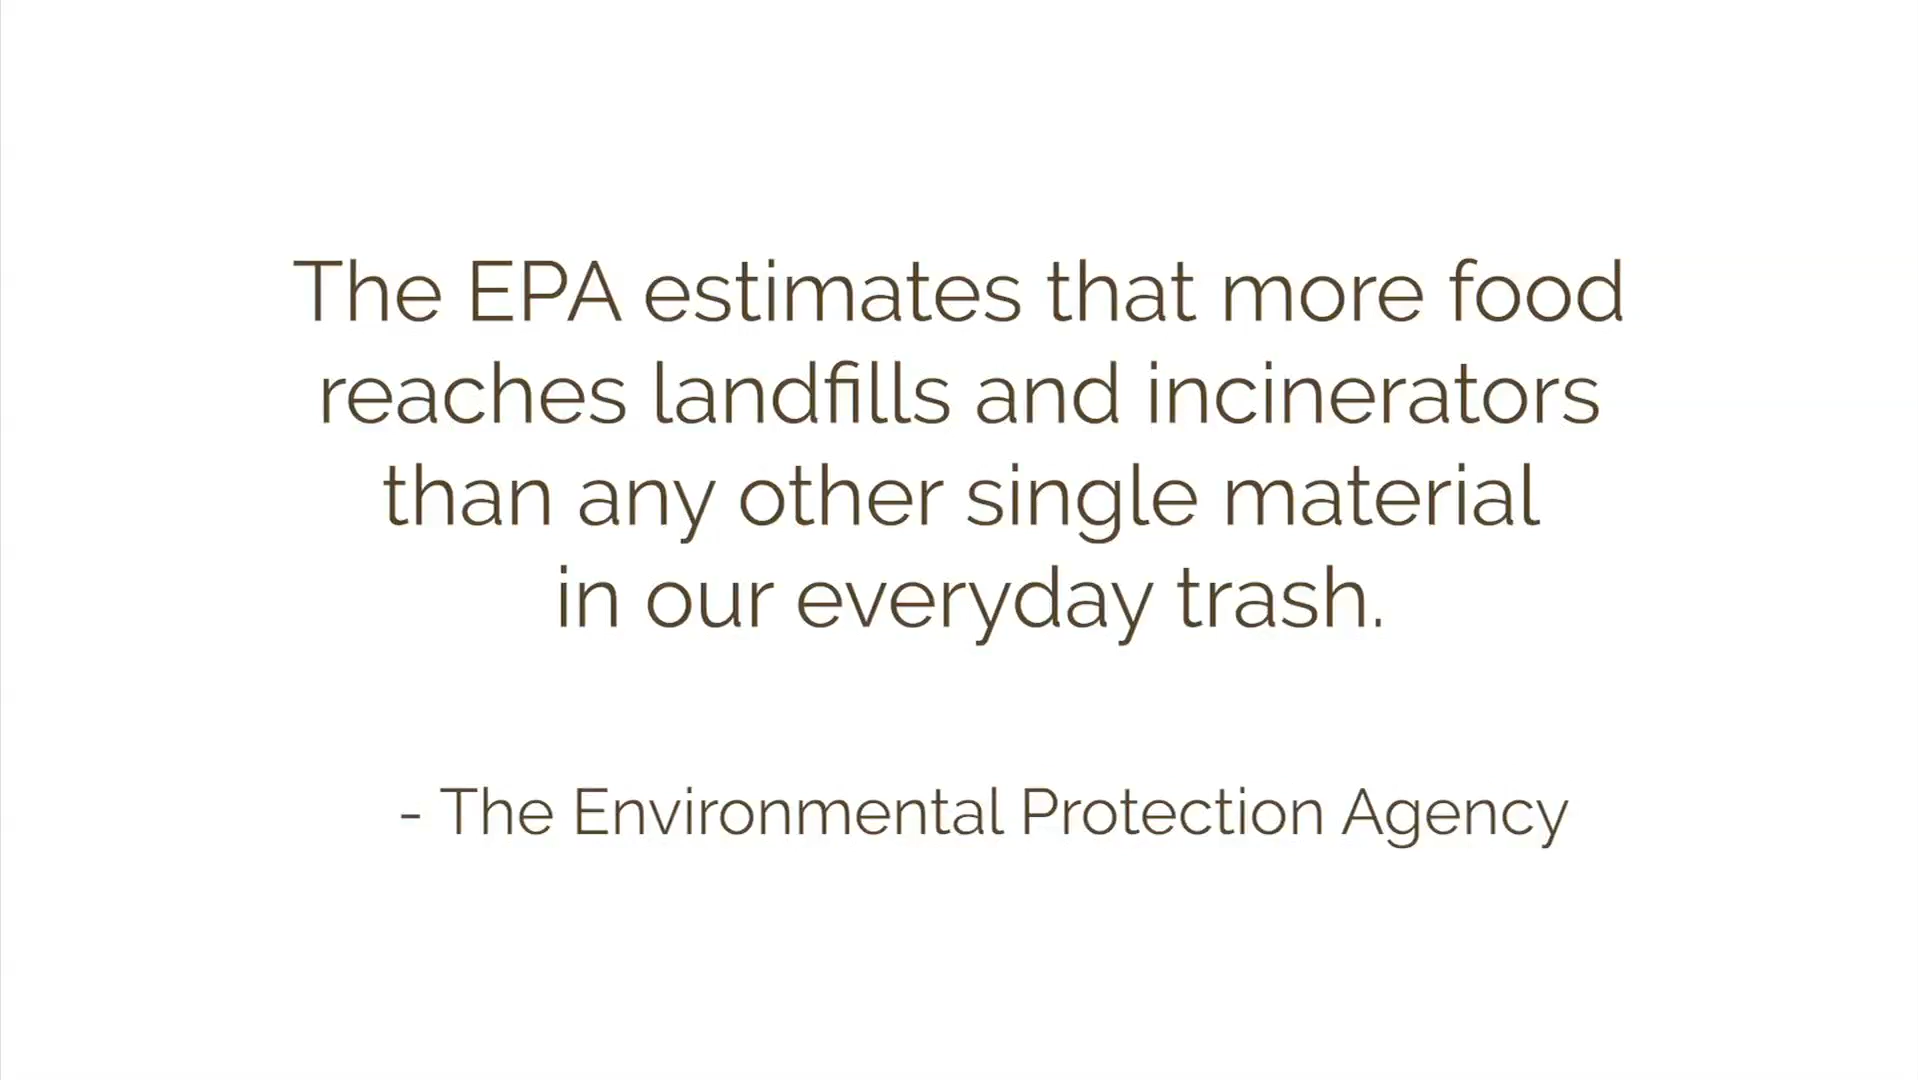 The EPA estimates that more food
reaches landfills and incinerators
than any other single material
in our everyday trash.
- The Environmental Protection Agency